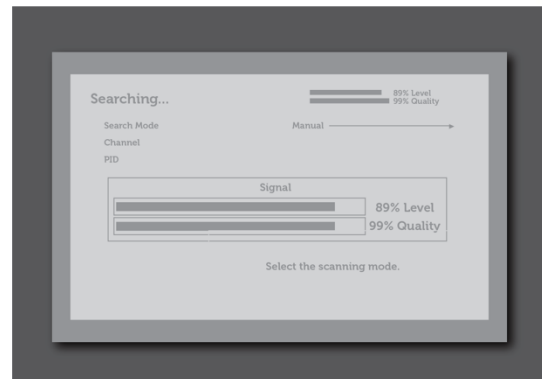 Searching...
89% Level
99% Quality
Search Mode Manual
Channel
PID
Signal
89% Level
99% Quality
Select the scanning mode.